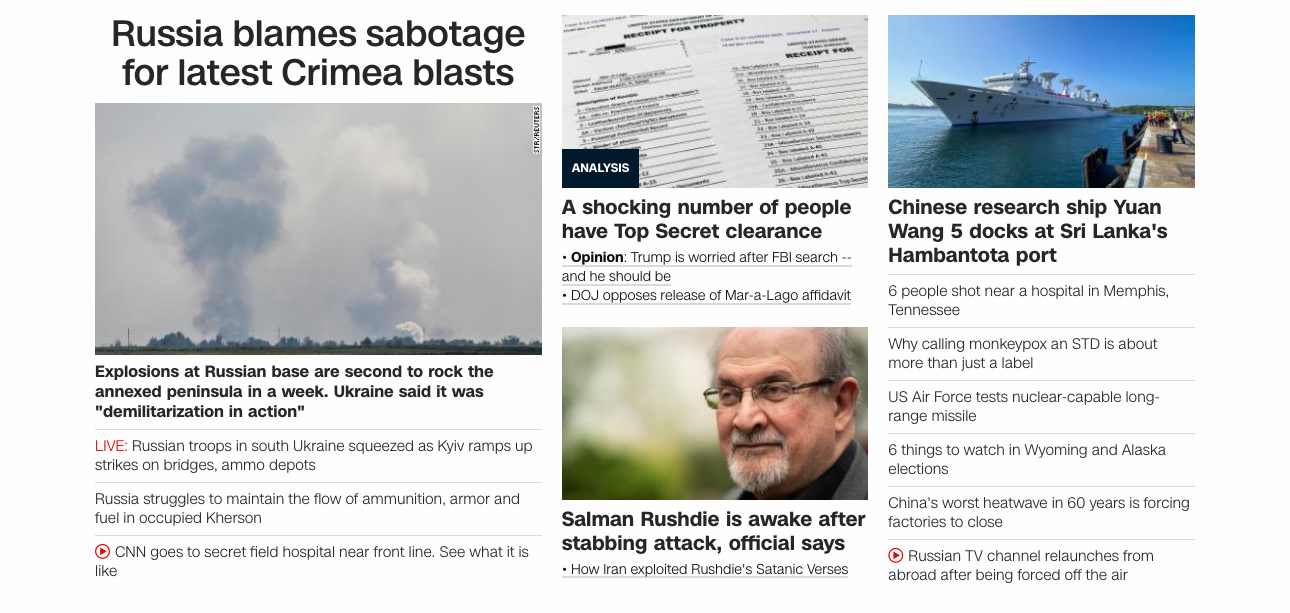 Russia blames sabotage
for latest Crimea blasts
STR/REUTERS
Explosions at Russian base are second to rock the
annexed peninsula in a week. Ukraine said it was
"demilitarization in action"
LIVE: Russian troops in south Ukraine squeezed as Kyiv ramps up
strikes on bridges, ammo depots
Russia struggles to maintain the flow of ammunition, armor and
fuel in occupied Kherson
CNN goes to secret field hospital near front line. See what it is
like
RECEIPT FOR PROPERTY
RECEIPT FOR
ANALYSIS
A shocking number of people
have Top Secret clearance
• Opinion: Trump is worried after FBI search --
and he should be
• DOJ opposes release of Mar-a-Lago affidavit
Salman Rushdie is awake after
stabbing attack, official says
• How Iran exploited Rushdie's Satanic Verses
Chinese research ship Yuan
Wang 5 docks at Sri Lanka's
Hambantota port
6 people shot near a hospital in Memphis,
Tennessee
Why calling monkeypox an STD is about
more than just a label
US Air Force tests nuclear-capable long-
range missile
6 things to watch in Wyoming and Alaska
elections
China's worst heatwave in 60 years is forcing
factories to close
Russian TV channel relaunches from
abroad after being forced off the air